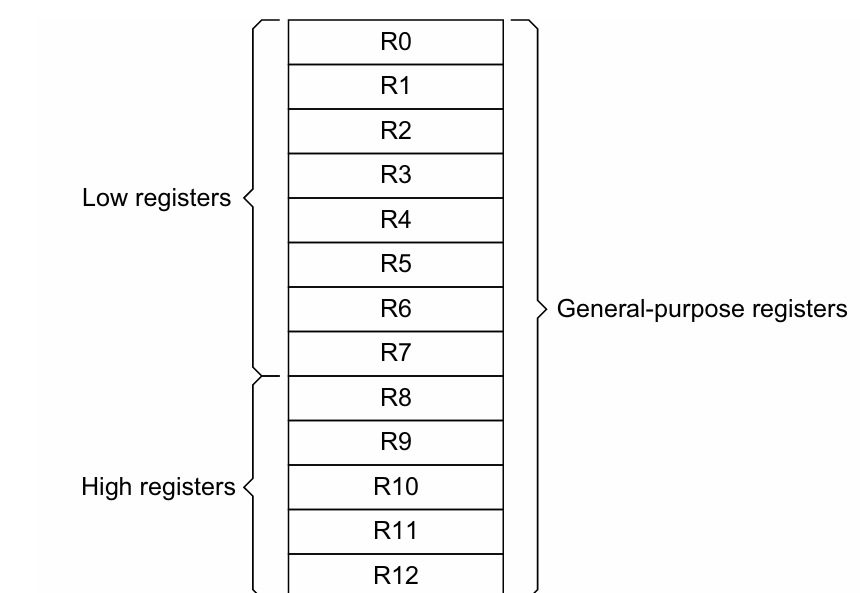 R0
R1
R2
R3
Low registers
R4
R5
R6
General-purpose registers
R7
R8
R9
High registers
R10
R11
R12